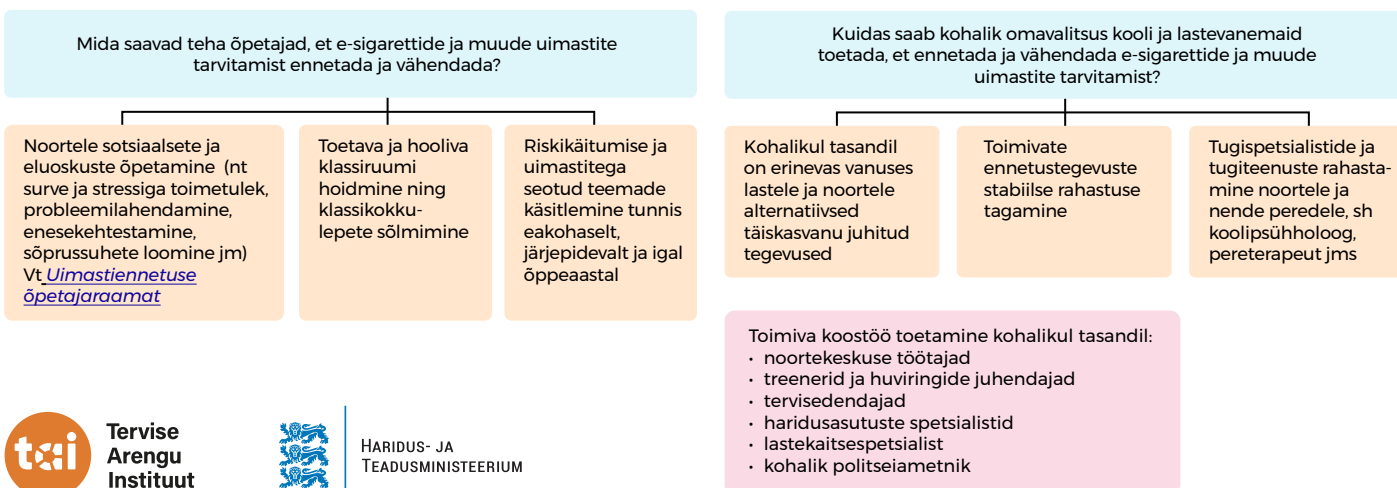 Mida saavad teha õpetajad, et e-sigarettide ja muude uimastite
tarvitamist ennetada ja vähendada?
Noortele sotsiaalsete ja
eluoskuste õpetamine (nt
surve ja stressiga toimetulek,
probleemilahendamine,
enesekehtestamine,
sõprussuhete loomine jm)
Vt Uimastiennetuse
õpetajaraamat
Toetava ja hooliva
klassiruumi
hoidmine ning
klassikokku-
lepete sõlmimine
Riskikäitumise ja
uimastitega
seotud teemade
käsitlemine tunnis
eakohaselt,
järjepidevalt ja igal
õppeaastal
Kuidas saab kohalik omavalitsus kooli ja lastevanemaid
toetada, et ennetada ja vähendada e-sigarettide ja muude
uimastite tarvitamist?
Kohalikul tasandil
on erinevas vanuses
lastele ja noortele
alternatiivsed
täiskasvanu juhitud
tegevused
Toimivate
ennetustegevuste
stabiilse rahastuse
tagamine
Tugispetsialistide ja
tugiteenuste rahasta-
mine noortele ja
nende peredele, sh
koolipsühholoog,
pereterapeut jms
Toimiva koostöö toetamine kohalikul tasandil:
· noortekeskuse töötajad
· treenerid ja huviringide juhendajad
· tervisedendajad
· haridusasutuste spetsialistid
· lastekaitsespetsialist
· kohalik politseiametnik
tai
Tervise
Arengu
Instituut
HARIDUS- JA
TEADUSMINISTEERIUM